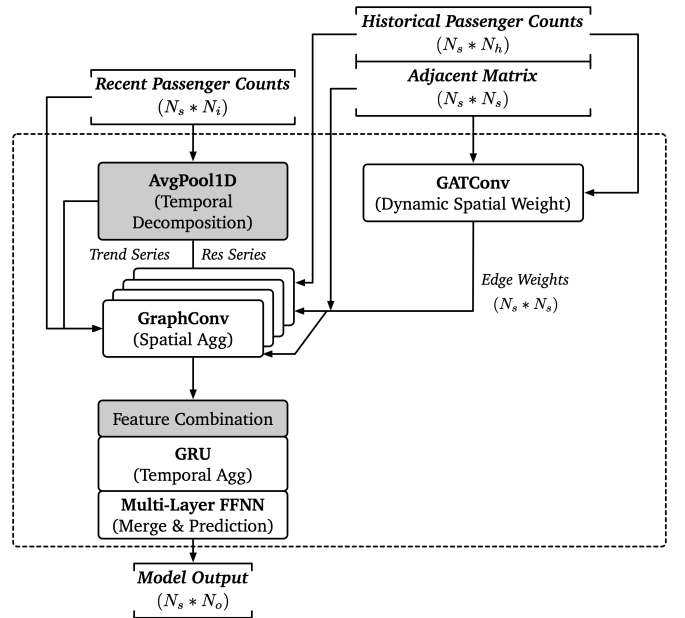 Historical Passenger Counts
(N_s * N_h)
Recent Passenger Counts
(N_s * N_i)
Adjacent Matrix
(N_s * N_s)
AvgPool1D
(Temporal
Decomposition)
GATConv
(Dynamic Spatial Weight)
Trend Series
Res Series
Edge Weights
(N_s * N_s)
GraphConv
(Spatial Agg)
Feature Combination
GRU
(Temporal Agg)
Multi-Layer FFNN
(Merge & Prediction)
Model Output
(N_s * N_o)